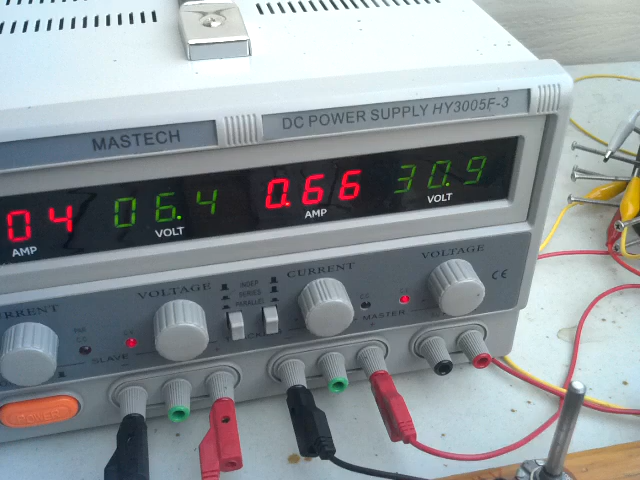 MASTECH
DC POWER SUPPLY HY3005F-3
04
AMP
06.4
VOLT
0.66
AMP
30.9
VOLT
RRENT
VOLTAGE
INDEP
SERIES
PARALLEL
CURRENT
VOLTAGE
CE
SLAVE
MASTER
POWER